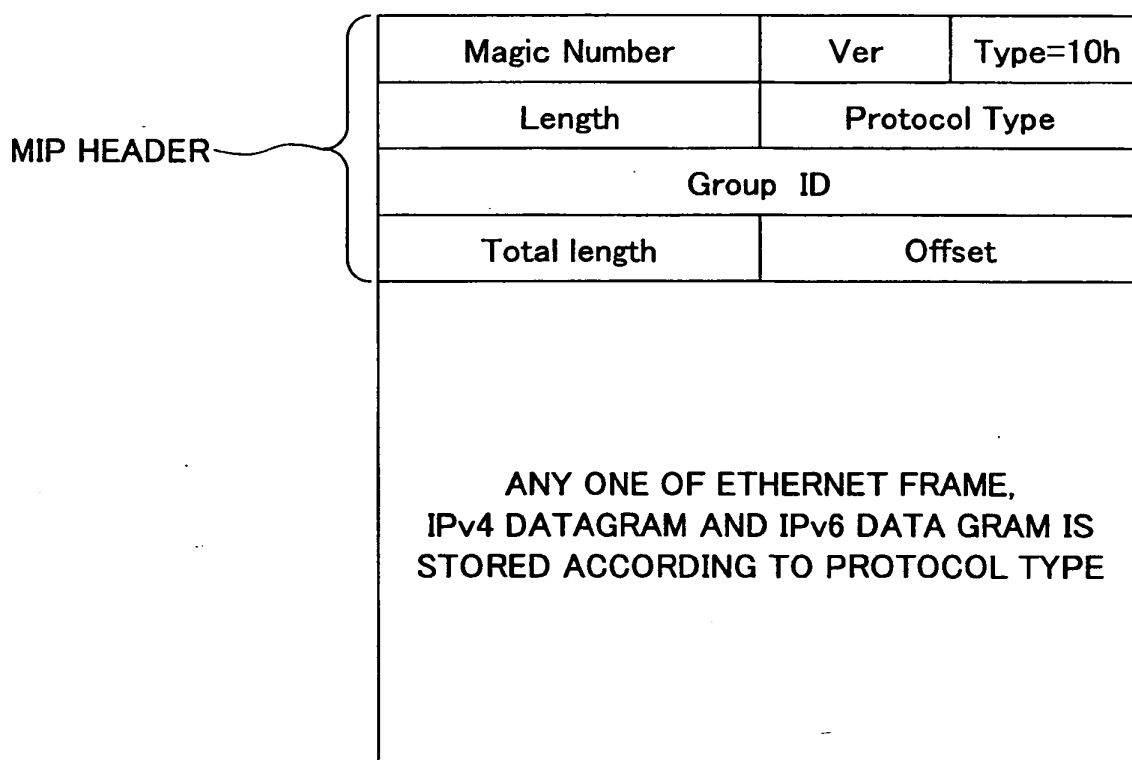 Magic Number Ver Type=10h
Length Protocol Type
MIP HEADER
Group ID
Total length Offset
ANY ONE OF ETHERNET FRAME,
IPv4 DATAGRAM AND IPv6 DATA GRAM IS
STORED ACCORDING TO PROTOCOL TYPE